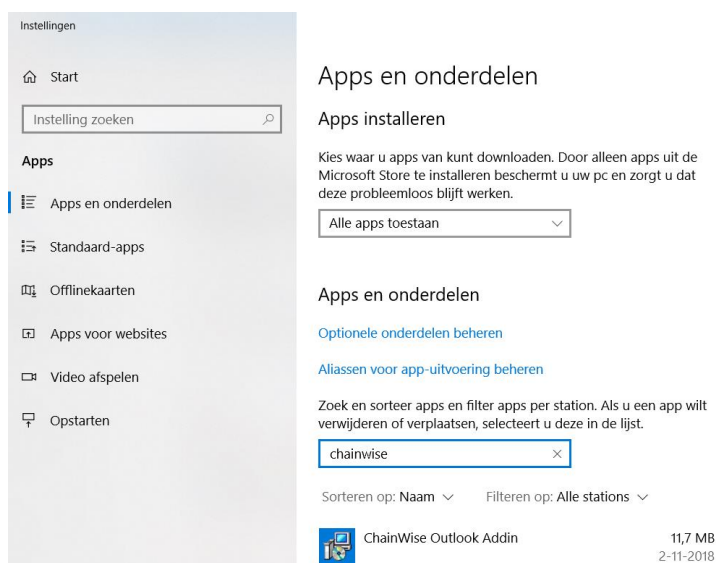 Instellingen
Start
Instelling zoeken
Apps
Apps en onderdelen
Standaard-apps
Offlinekaarten
Apps voor websites
Video afspelen
Opstarten
Apps en onderdelen
Apps installeren
Kies waar u apps van kunt downloaden. Door alleen apps uit de
Microsoft Store te installeren beschermt u uw pc en zorgt u dat
deze probleemloos blijft werken.
Alle apps toestaan
Apps en onderdelen
Optionele onderdelen beheren
Aliassen voor app-uitvoering beheren
Zoek en sorteer apps en filter apps per station. Als u een app wilt
verwijderen of verplaatsen, selecteert u deze in de lijst.
chainwise
Sorteren op: Naam Filteren op: Alle stations
ChainWise Outlook Addin 11,7 MB
2-11-2018